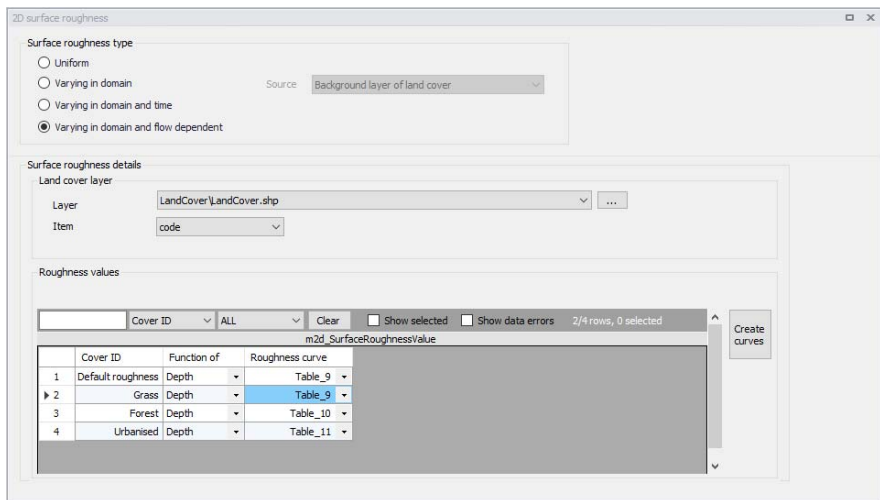 2D surface roughness
Surface roughness type
Uniform
Varying in domain
Source Background layer of land cover
Varying in domain and time
Varying in domain and flow dependent
Surface roughness details
Land cover layer
Layer LandCover\LandCover.shp ...
Item code
Roughness values
Cover ID ALL Clear Show selected Show data errors 2/4 rows, 0 selected
Create
curves
m2d_SurfaceRoughnessValue
Cover ID Function of Roughness curve
1 Default roughness Depth Table_9
2 Grass Depth Table_9
3 Forest Depth Table_10
4 Urbanised Depth Table_11